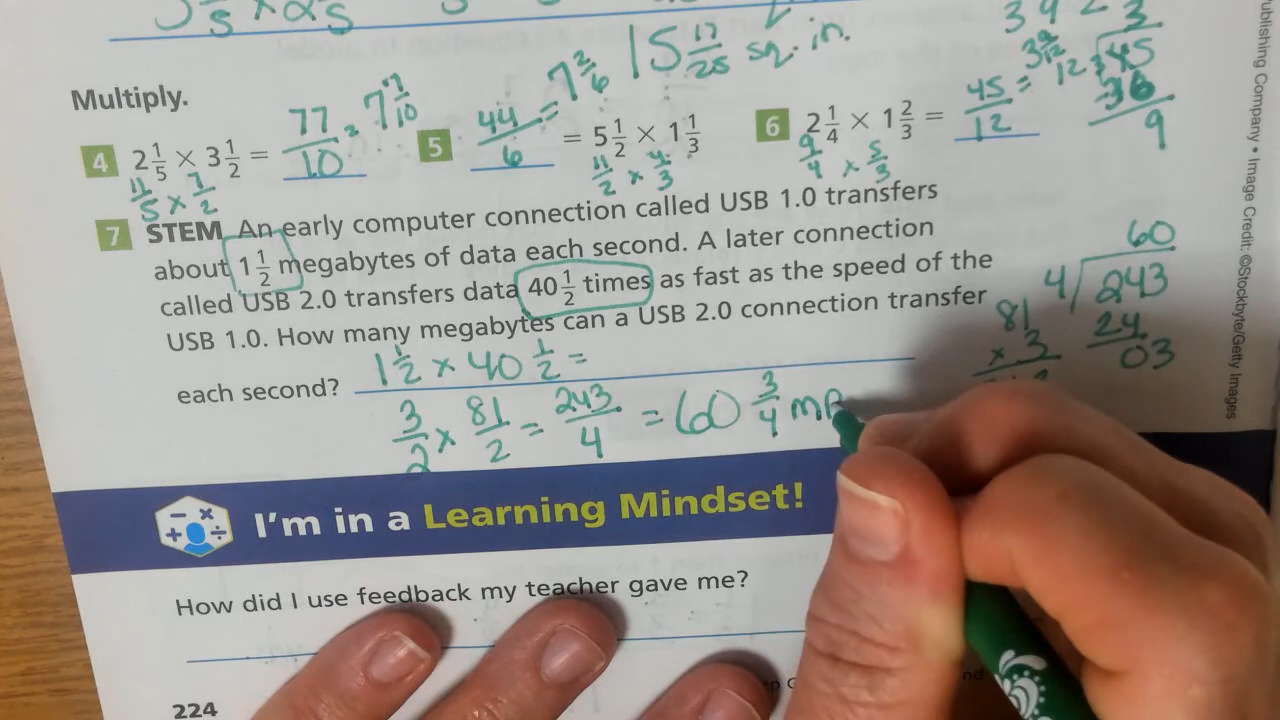 5 × 2 5
15 17/25 sq. in.
Multiply.
4 2 1/5 × 3 1/2 = 77/10 = 7 7/10
11/5 × 7/2
5 44/6 = 7 2/6 = 5 1/2 × 1 1/3
11/2 × 4/3
6 2 1/4 × 1 2/3 = 45/12 = 3 9/12
9/4 × 5/3
3
12 45
-36
9
7 STEM An early computer connection called USB 1.0 transfers
about 1 1/2 megabytes of data each second. A later connection
called USB 2.0 transfers data 40 1/2 times as fast as the speed of the
USB 1.0. How many megabytes can a USB 2.0 connection transfer
each second? 1 1/2 × 40 1/2 =
3/2 × 81/2 = 243/4 = 60 3/4 m
60
4 243
24
03
81
× 3
I'm in a Learning Mindset!
How did I use feedback my teacher gave me?
224
Publishing Company • Image Credit: ©Stockbyte/Getty Images